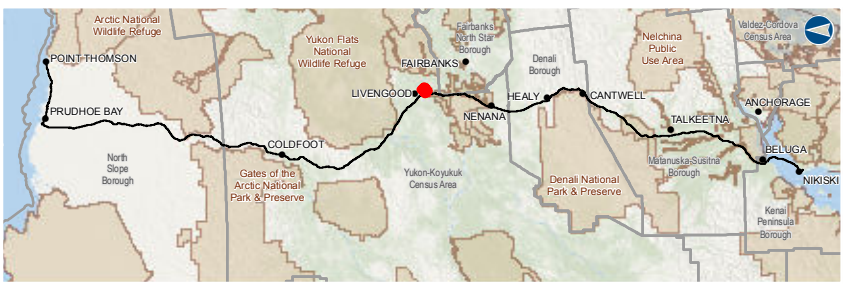 Arctic National
Wildlife Refuge
POINT THOMSON
PRUDHOE BAY
North
Slope
Borough
COLDFOOT
Gates of the
Arctic National
Park & Preserve
Yukon Flats
National
Wildlife Refuge
Fairbanks
North Star
Borough
FAIRBANKS
LIVENGOOD
NENANA
Yukon-Koyukuk
Census Area
Denali
Borough
HEALY
CANTWELL
Denali National
Park & Preserve
Nelchina
Public
Use Area
TALKEETNA
Matanuska-Susitna
Borough
Valdez-Cordova
Census Area
ANCHORAGE
BELUGA
NIKISKI
Kenai
Peninsula
Borough